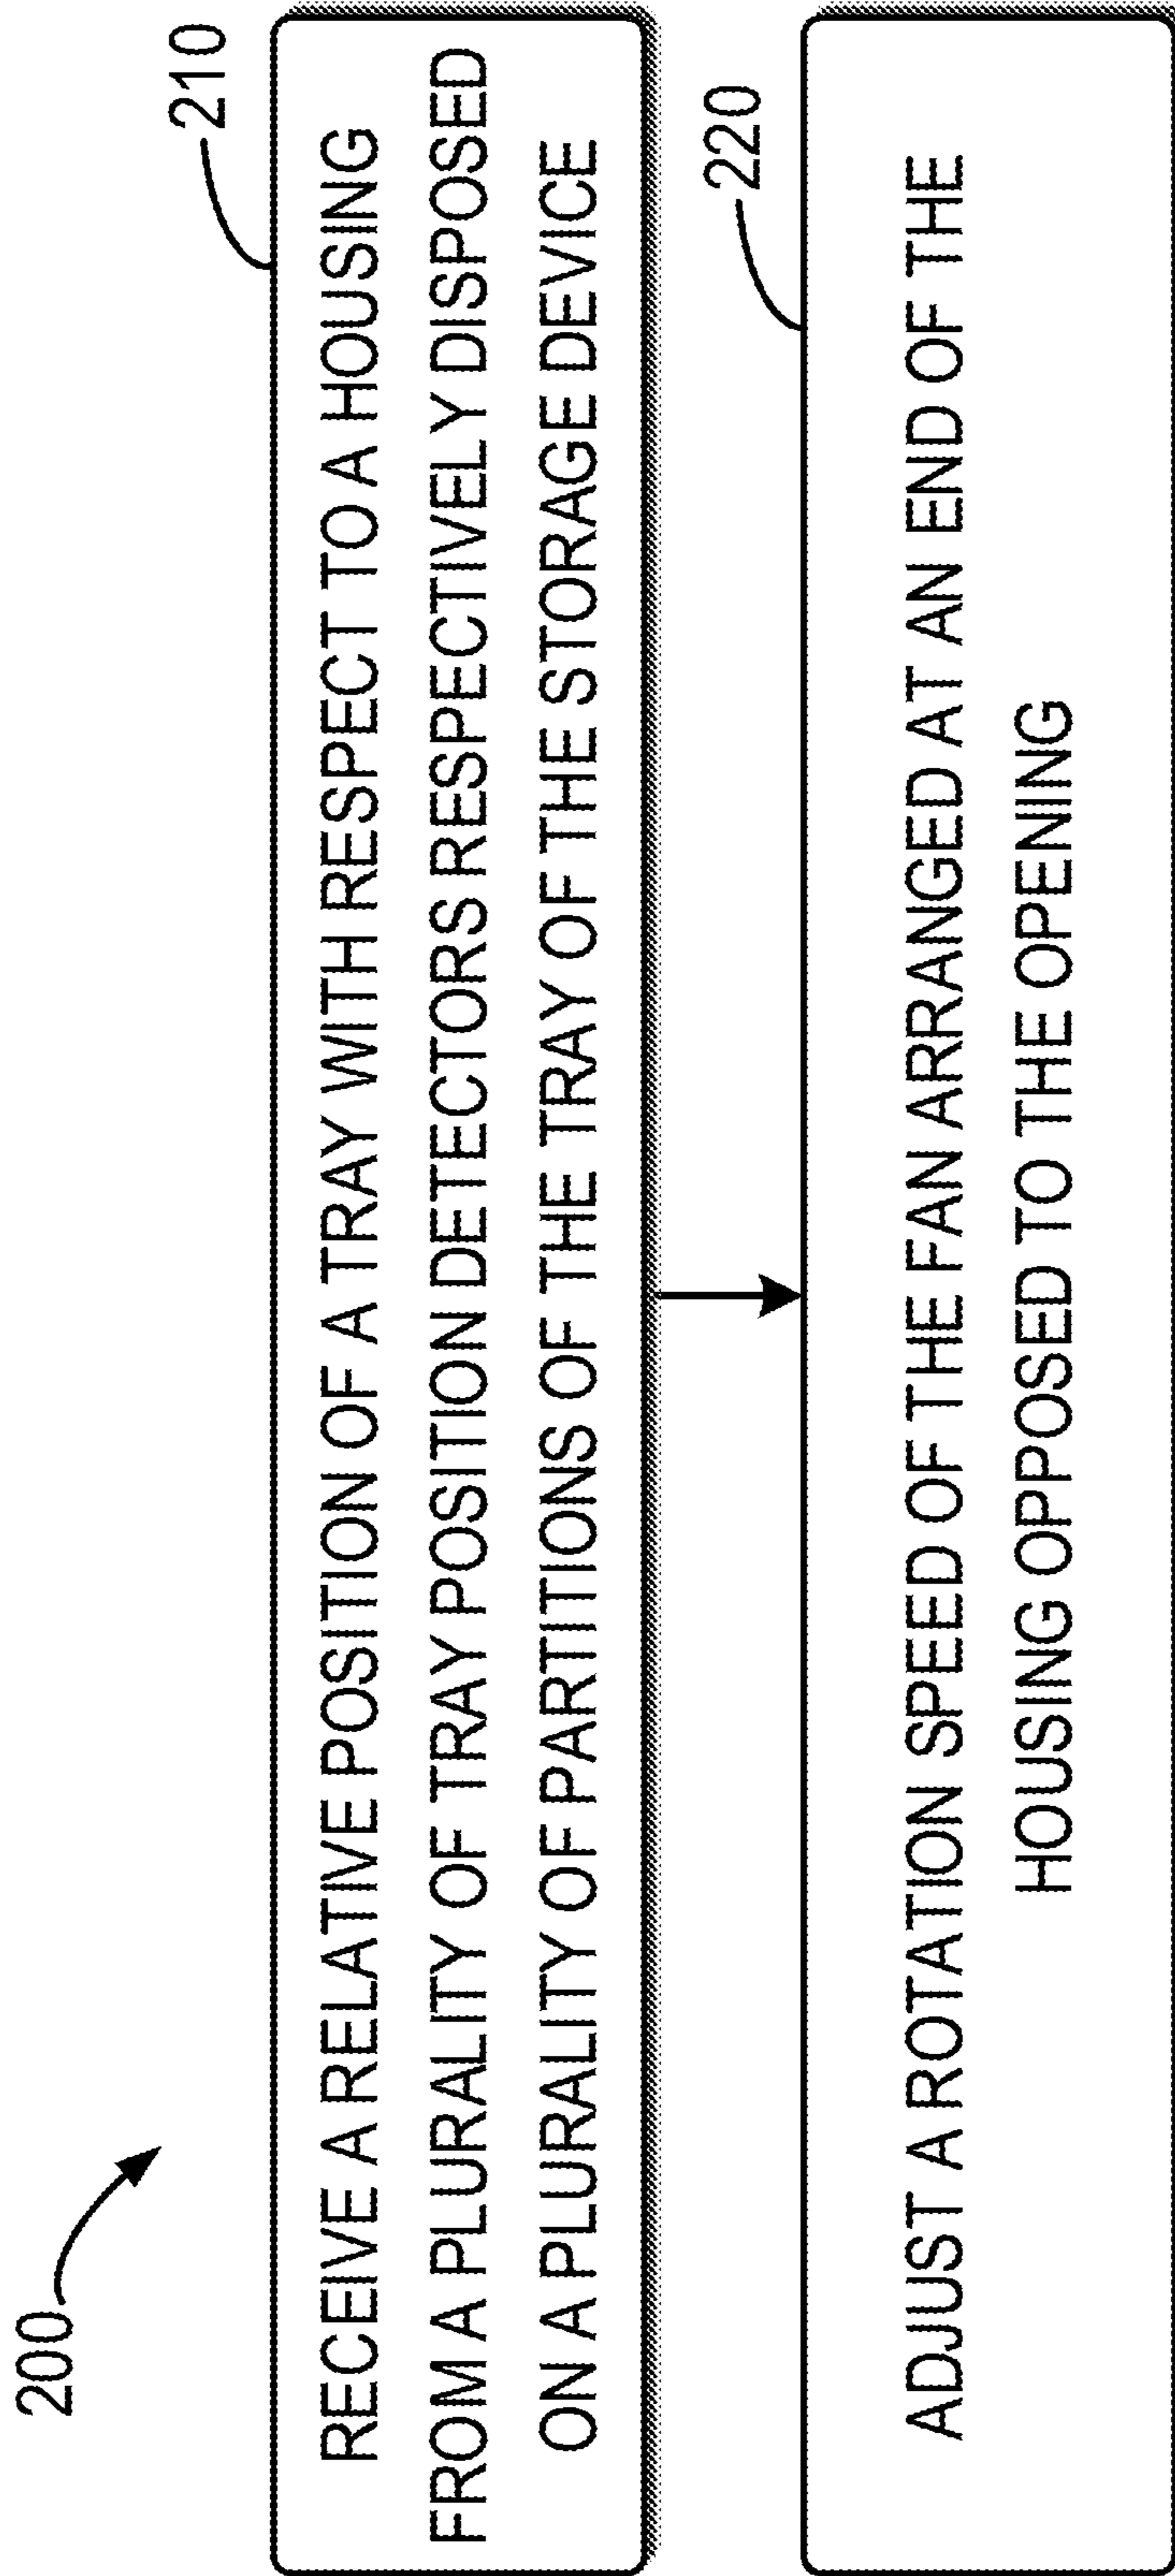 200
210
RECEIVE A RELATIVE POSITION OF A TRAY WITH RESPECT TO A HOUSING
FROM A PLURALITY OF TRAY POSITION DETECTORS RESPECTIVELY DISPOSED
ON A PLURALITY OF PARTITIONS OF THE TRAY OF THE STORAGE DEVICE
220
ADJUST A ROTATION SPEED OF THE FAN ARRANGED AT AN END OF THE
HOUSING OPPOSED TO THE OPENING